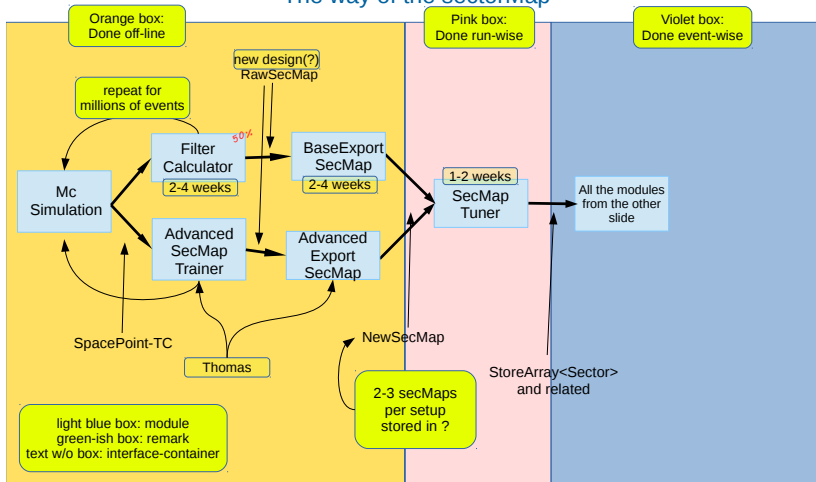 The way of the sectorMap
Orange box:
Done off-line
Pink box:
Done run-wise
Violet box:
Done event-wise
new design(?)
RawSecMap
repeat for
millions of events
50%
Filter
Calculator
2-4 weeks
BaseExport
SecMap
2-4 weeks
1-2 weeks
SecMap
Tuner
Mc
Simulation
All the modules
from the other
slide
Advanced
SecMap
Trainer
Advanced
Export
SecMap
SpacePoint-TC
NewSecMap
Thomas
StoreArray<Sector>
and related
2-3 secMaps
per setup
stored in ?
light blue box: module
green-ish box: remark
text w/o box: interface-container